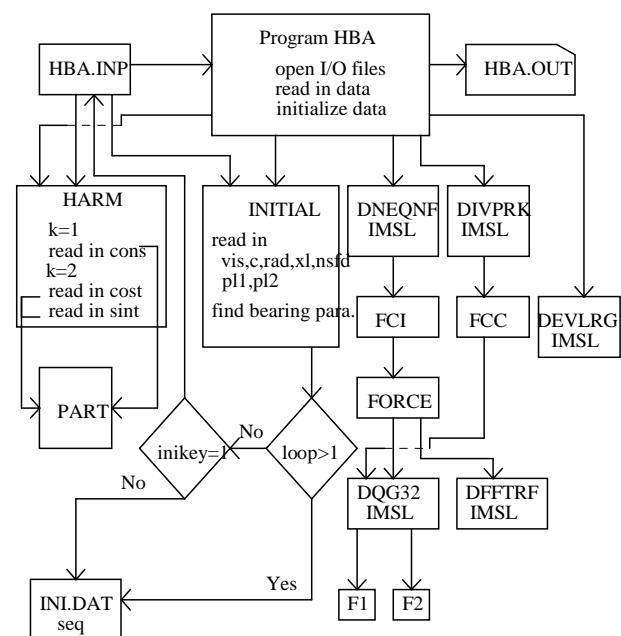 Program HBA
open I/O files
read in data
initialize data
HBA.INP
HBA.OUT
HARM
k=1
read in cons
k=2
read in cost
read in sint
INITIAL
read in
vis,c,rad,xl,nsfd
pl1,pl2
find bearing para.
DNEQNF
IMSL
DIVPRK
IMSL
FCI
FCC
DEVLRG
IMSL
PART
FORCE
inikey=1
No
loop>1
No
DQG32
IMSL
DFFTRF
IMSL
Yes
INI.DAT
seq
F1
F2